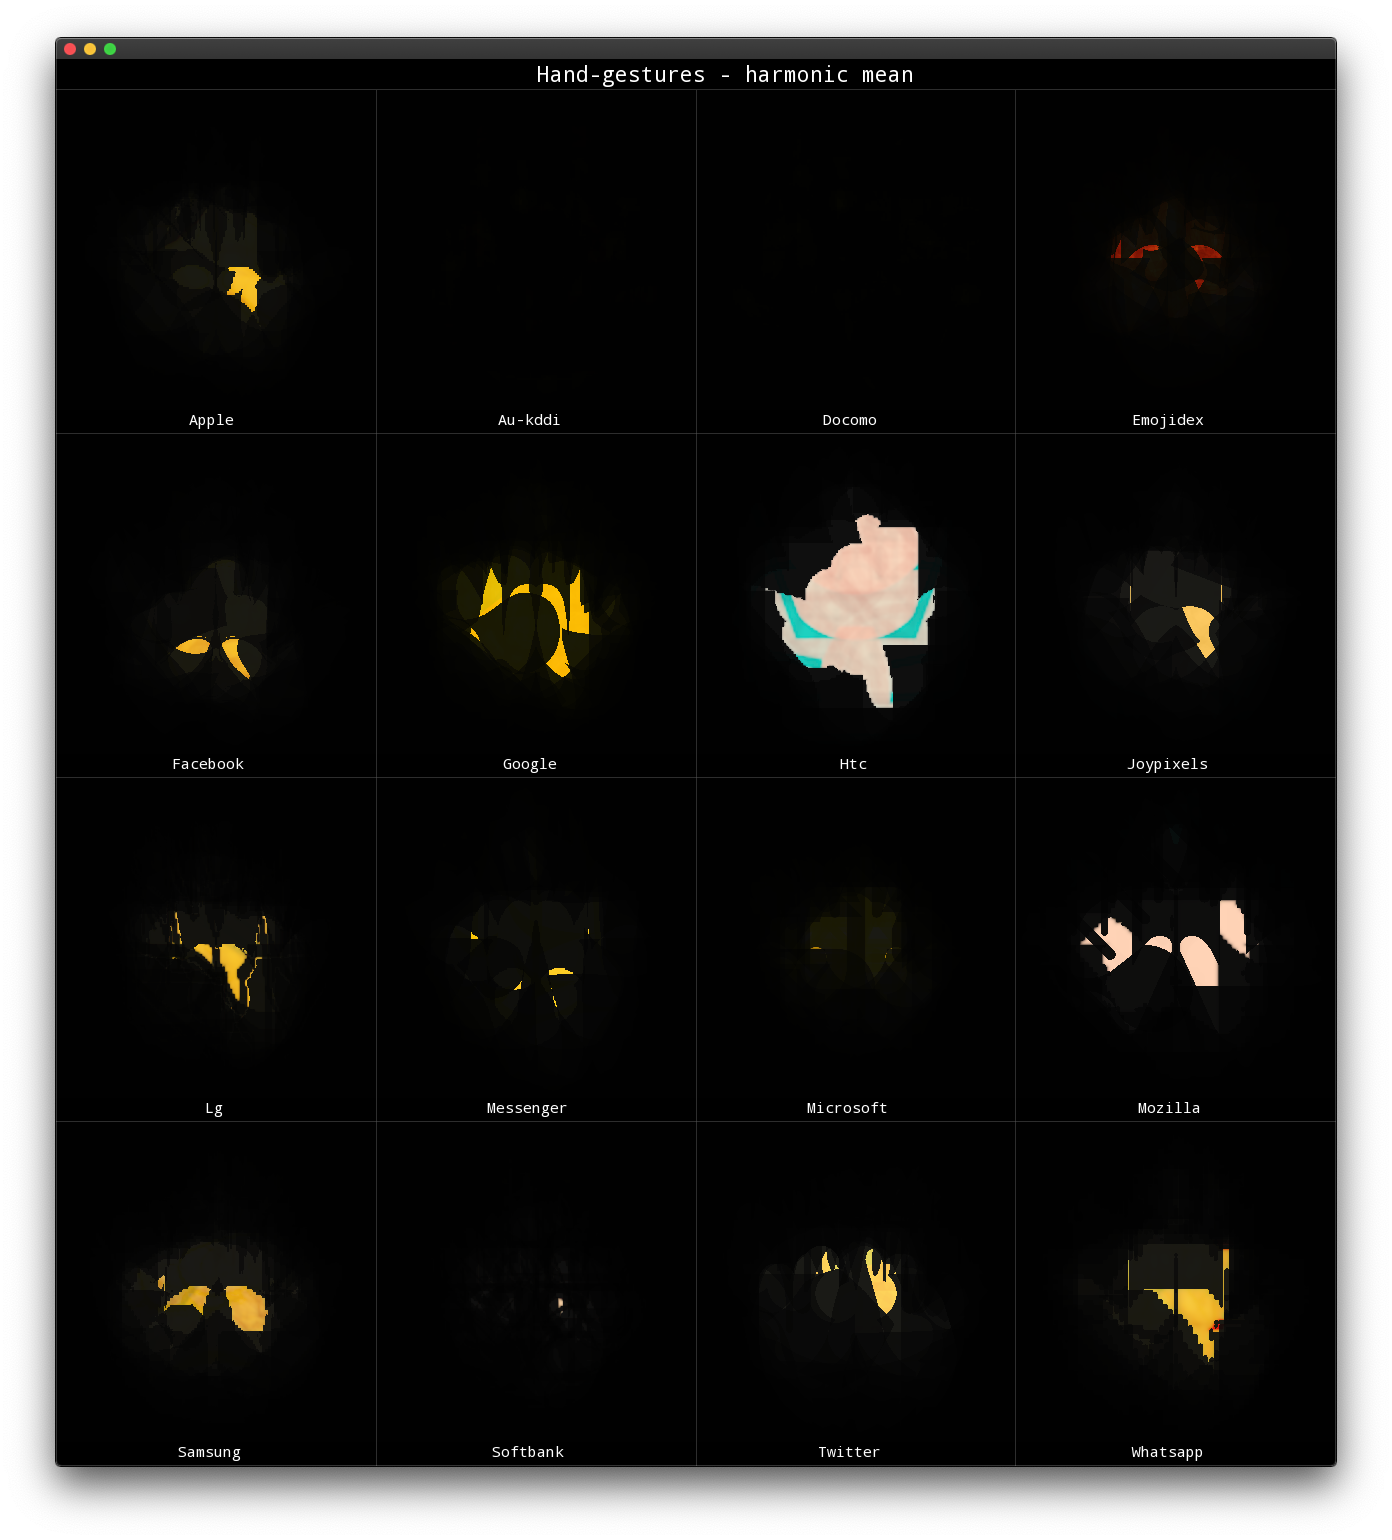 Hand-gestures - harmonic mean
Apple
Au-kddi
Docomo
Emojidex
Facebook
Google
Htc
Joypixels
Lg
Messenger
Microsoft
Mozilla
Samsung
Softbank
Twitter
Whatsapp